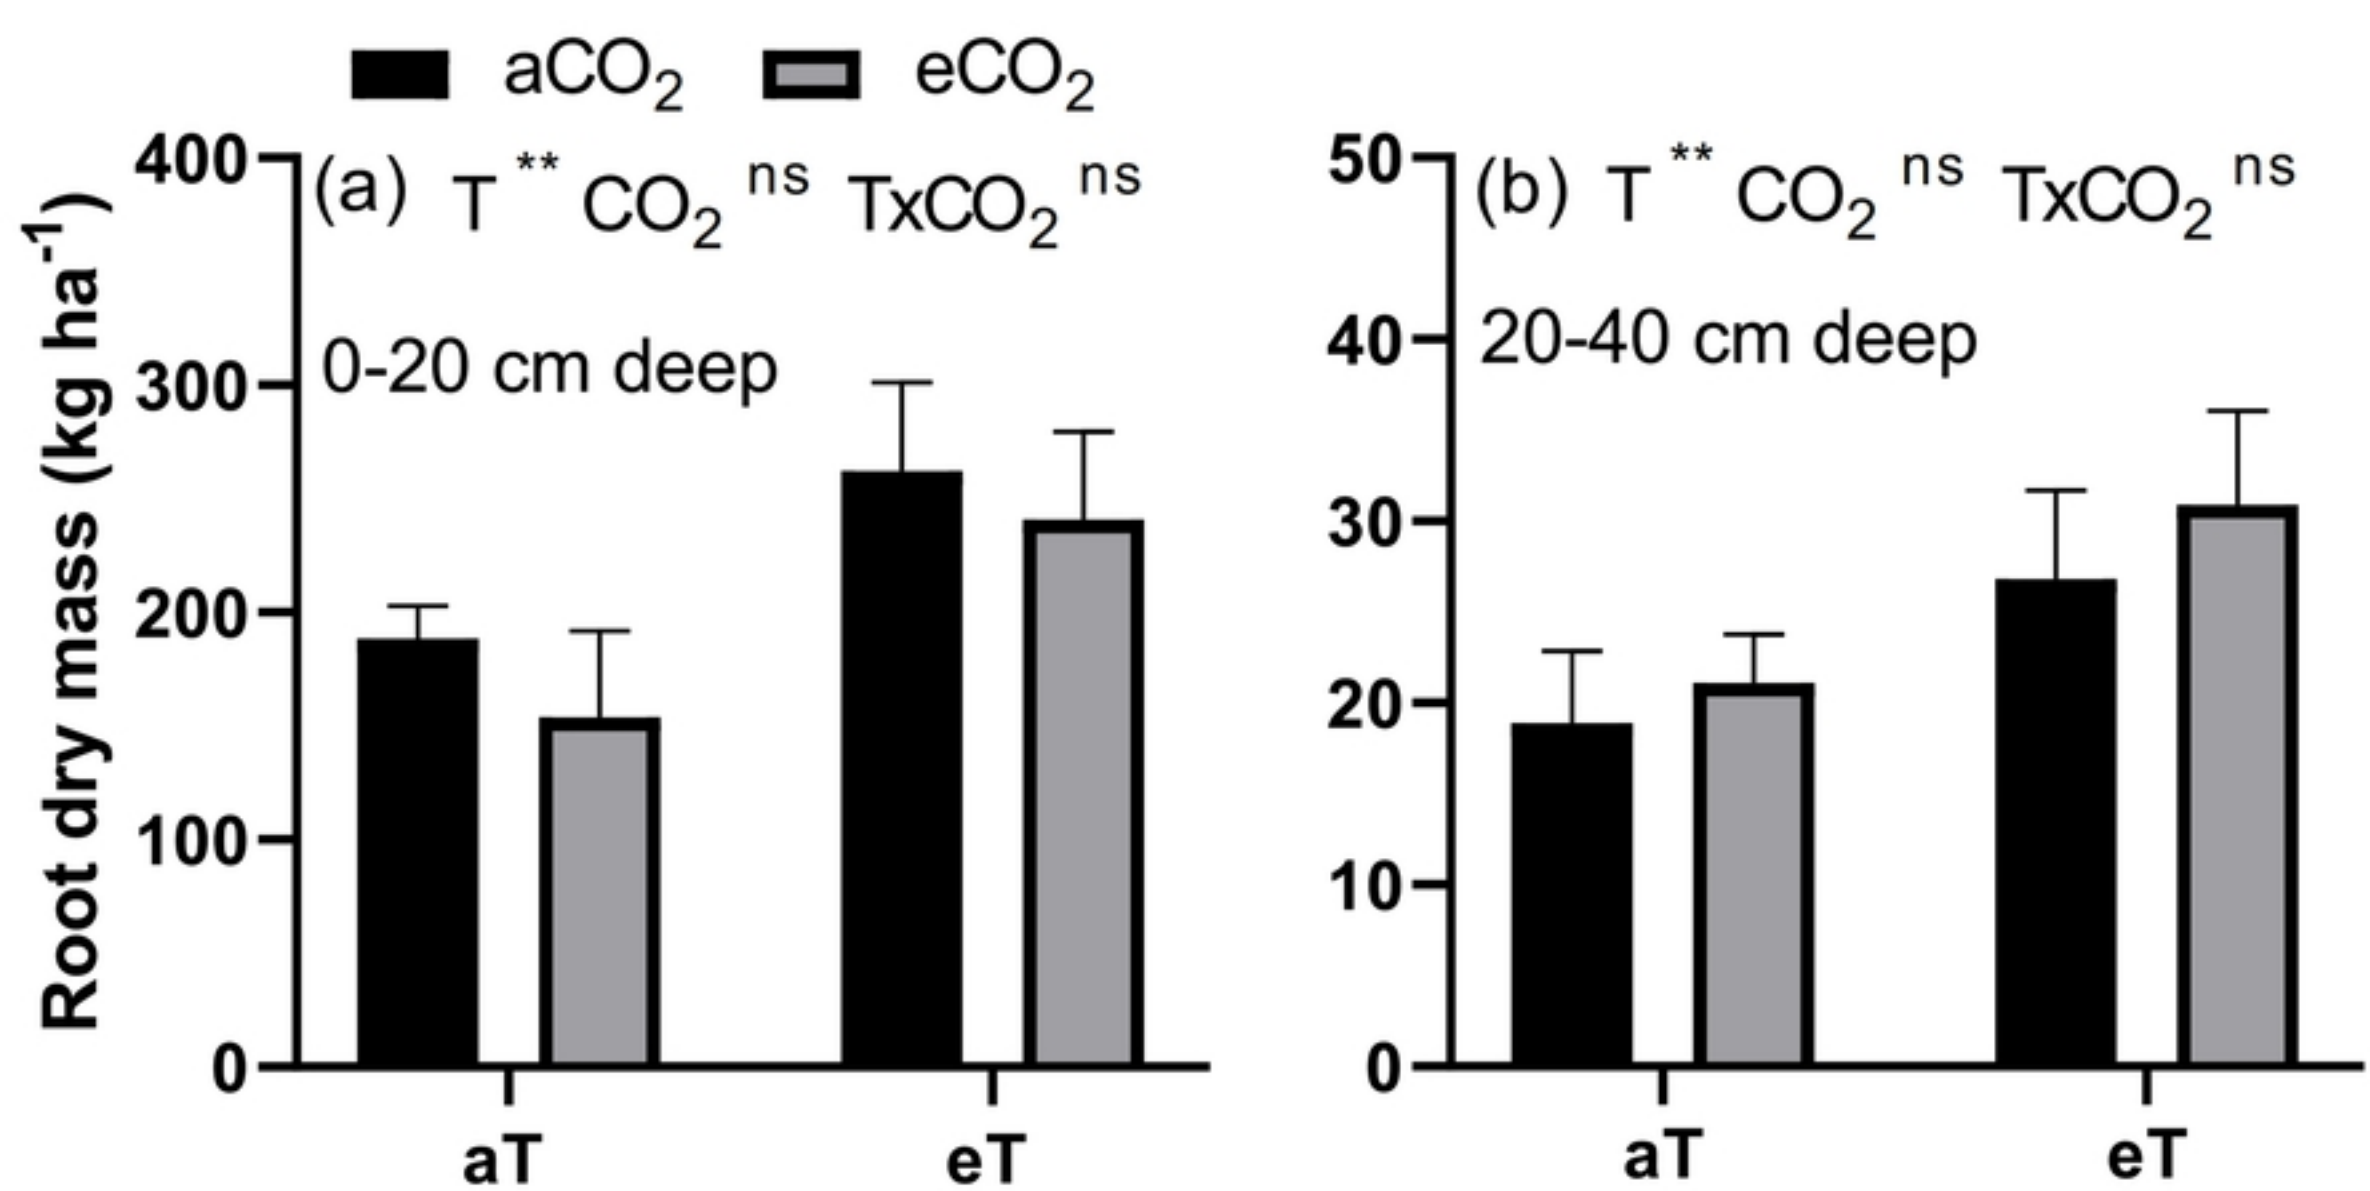 aCO₂ eCO₂
Root dry mass (kg ha⁻¹)
400
300
200
100
0
(a) T ** CO₂ ns TxCO₂ ns
0-20 cm deep
aT eT
50
40
30
20
10
0
(b) T ** CO₂ ns TxCO₂ ns
20-40 cm deep
aT eT